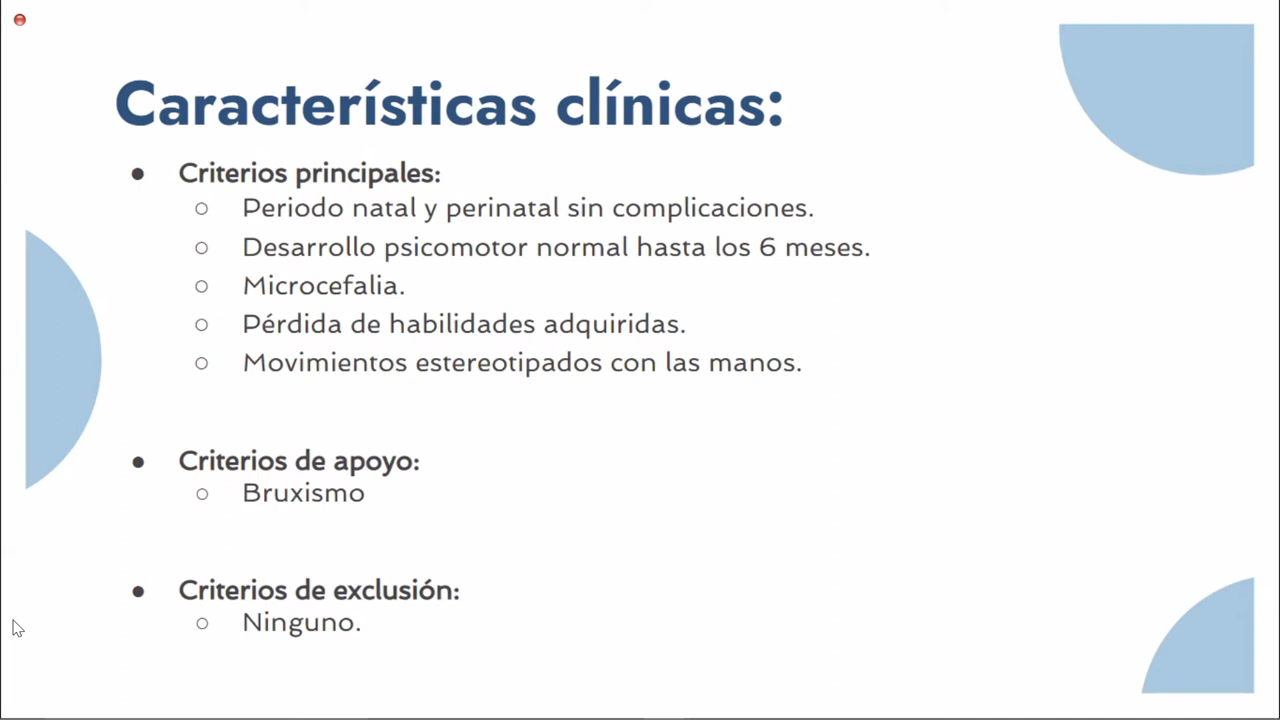 Características clínicas:
● Criterios principales:
○ Periodo natal y perinatal sin complicaciones.
○ Desarrollo psicomotor normal hasta los 6 meses.
○ Microcefalia.
○ Pérdida de habilidades adquiridas.
○ Movimientos estereotipados con las manos.
● Criterios de apoyo:
○ Bruxismo
● Criterios de exclusión:
○ Ninguno.